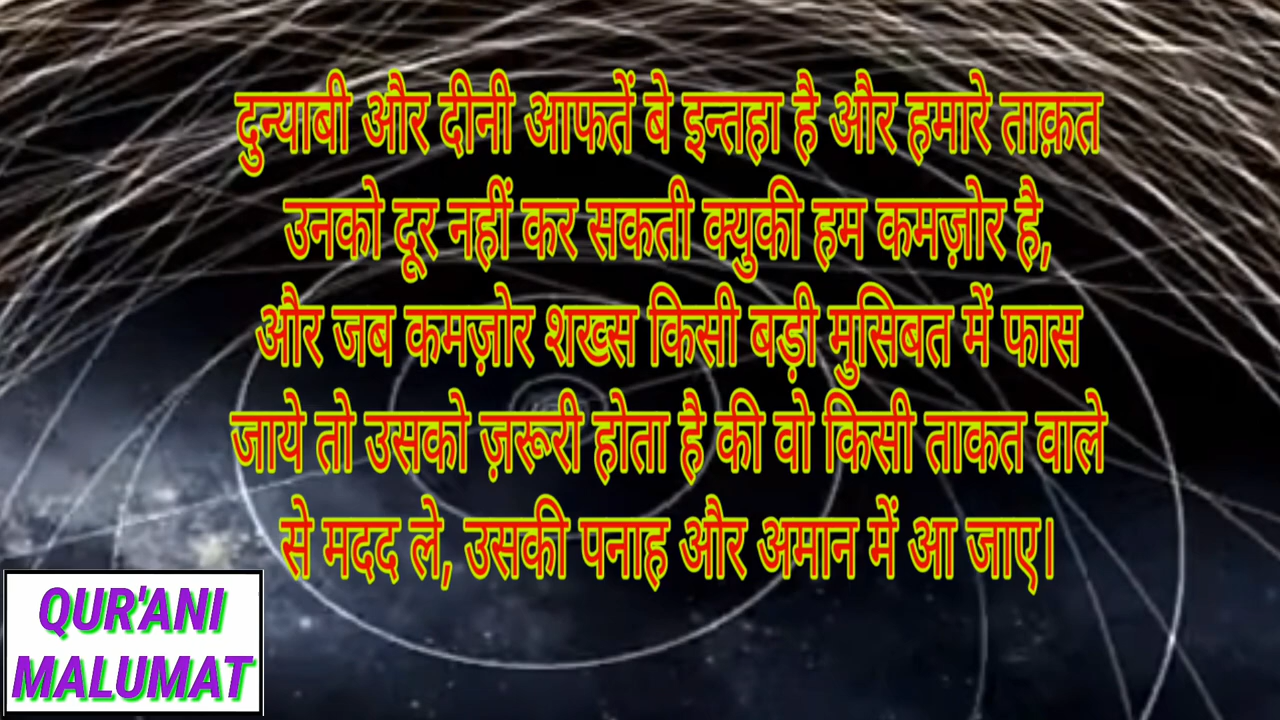 दुन्याबी और दीनी आफतें बे इन्तहा है और हमारे ताक़त
उनको दूर नहीं कर सकती क्युकी हम कमज़ोर है,
और जब कमज़ोर शख्स किसी बड़ी मुसिबत में फास
जाये तो उसको ज़रूरी होता है की वो किसी ताकत वाले
से मदद ले, उसकी पनाह और अमान में आ जाए।
QUR'ANI
MALUMAT